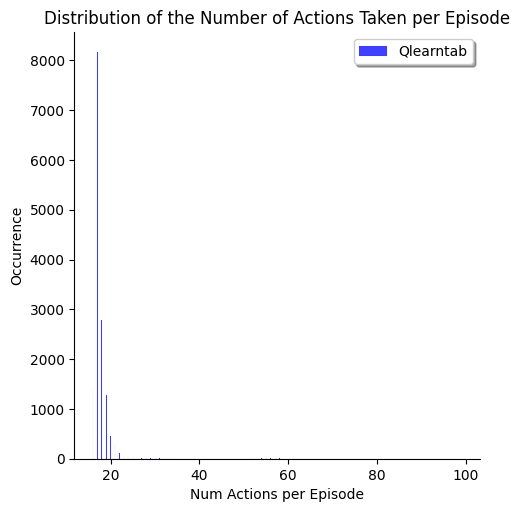 Distribution of the Number of Actions Taken per Episode
Qlearntab
8000
7000
6000
5000
4000
3000
2000
1000
0
Occurrence
20 40 60 80 100
Num Actions per Episode